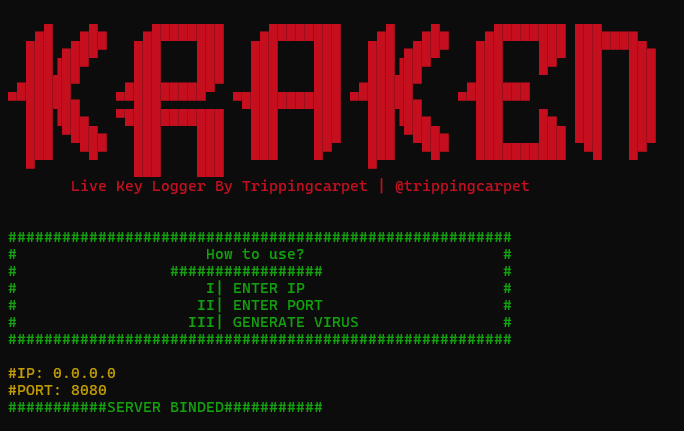 KRAKEN
Live Key Logger By Trippingcarpet | @trippingcarpet
########################################################
# How to use? #
# ################# #
# I| ENTER IP #
# II| ENTER PORT #
# III| GENERATE VIRUS #
########################################################
#IP: 0.0.0.0
#PORT: 8080
###########SERVER BINDED###########